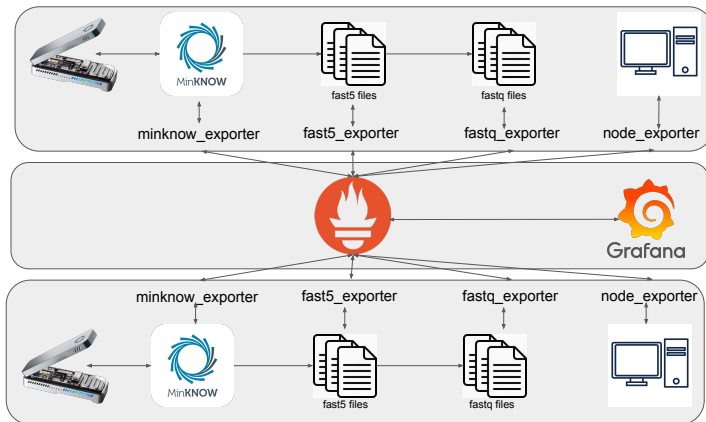 MinKNOW
fast5 files
fastq files
minknow_exporter
fast5_exporter
fastq_exporter
node_exporter
Grafana
minknow_exporter
fast5_exporter
fastq_exporter
node_exporter
MinKNOW
fast5 files
fastq files